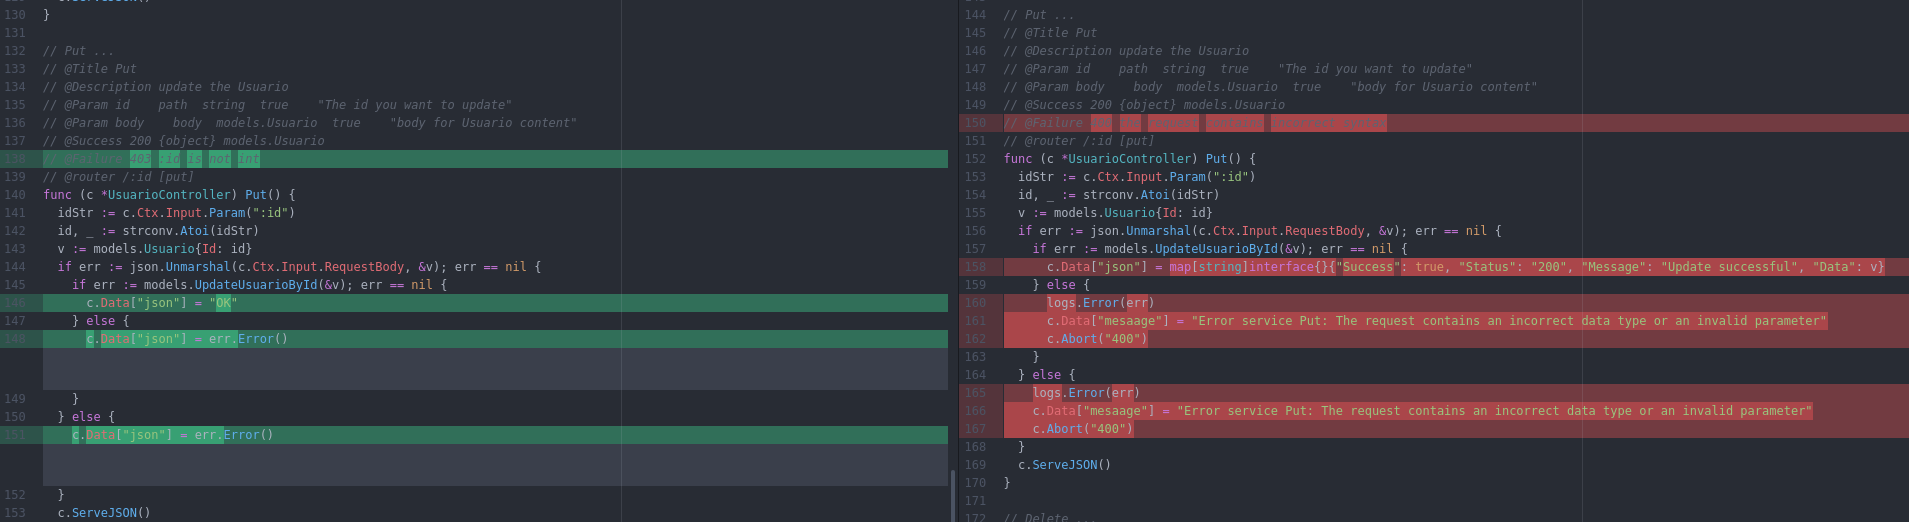 130 }
131
132 // Put ...
133 // @Title Put
134 // @Description update the Usuario
135 // @Param id    path  string  true    "The id you want to update"
136 // @Param body    body  models.Usuario  true    "body for Usuario content"
137 // @Success 200 {object} models.Usuario
138 // @Failure 403 :id is not int
139 // @router /:id [put]
140 func (c *UsuarioController) Put() {
141   idStr := c.Ctx.Input.Param(":id")
142   id, _ := strconv.Atoi(idStr)
143   v := models.Usuario{Id: id}
144   if err := json.Unmarshal(c.Ctx.Input.RequestBody, &v); err == nil {
145     if err := models.UpdateUsuarioById(&v); err == nil {
146       c.Data["json"] = "OK"
147     } else {
148       c.Data["json"] = err.Error()
149     }
150   } else {
151     c.Data["json"] = err.Error()
152   }
153   c.ServeJSON()
144 // Put ...
145 // @Title Put
146 // @Description update the Usuario
147 // @Param id    path  string  true    "The id you want to update"
148 // @Param body    body  models.Usuario  true    "body for Usuario content"
149 // @Success 200 {object} models.Usuario
150 // @Failure
151 // @router /:id [put]
152 func (c *UsuarioController) Put() {
153   idStr := c.Ctx.Input.Param(":id")
154   id, _ := strconv.Atoi(idStr)
155   v := models.Usuario{Id: id}
156   if err := json.Unmarshal(c.Ctx.Input.RequestBody, &v); err == nil {
157     if err := models.UpdateUsuarioById(&v); err == nil {
158       c.Data["json"] = map[string]interface{}{"Success": true, "Status": "200", "Message": "Update successful", "Data": v}
159     } else {
160       logs.Error(err)
161       c.Data["mesaage"] = "Error service Put: The request contains an incorrect data type or an invalid parameter"
162       c.Abort("400")
163     }
164   } else {
165     logs.Error(err)
166     c.Data["mesaage"] = "Error service Put: The request contains an incorrect data type or an invalid parameter"
167     c.Abort("400")
168   }
169   c.ServeJSON()
170 }
171
172 // Delete ...